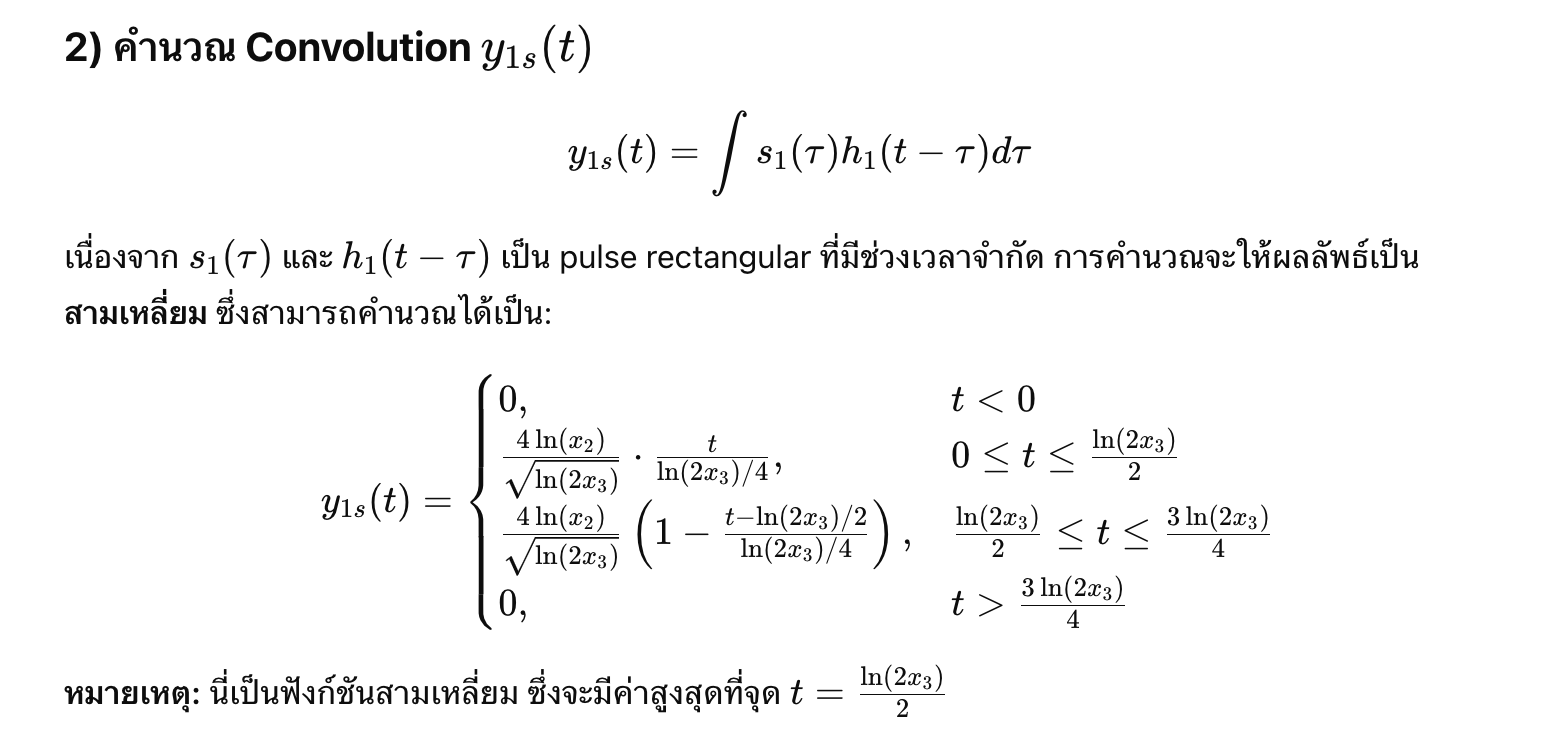 2) คำนวณ Convolution $y_{1s}(t)$
$y_{1s}(t) = \int s_1(\tau)h_1(t-\tau)d\tau$
เนื่องจาก $s_1(\tau)$ และ $h_1(t-\tau)$ เป็น pulse rectangular ที่มีช่วงเวลาจำกัด การคำนวณจะให้ผลลัพธ์เป็น
สามเหลี่ยม ซึ่งสามารถคำนวณได้เป็น:
$y_{1s}(t) = \begin{cases} 0, & t < 0 \\ \frac{4\ln(x_2)}{\sqrt{\ln(2x_3)}} \cdot \frac{t}{\ln(2x_3)/4}, & 0 \leq t \leq \frac{\ln(2x_3)}{2} \\ \frac{4\ln(x_2)}{\sqrt{\ln(2x_3)}} \left(1 - \frac{t-\ln(2x_3)/2}{\ln(2x_3)/4}\right), & \frac{\ln(2x_3)}{2} \leq t \leq \frac{3\ln(2x_3)}{4} \\ 0, & t > \frac{3\ln(2x_3)}{4} \end{cases}$
หมายเหตุ: นี่เป็นฟังก์ชันสามเหลี่ยม ซึ่งจะมีค่าสูงสุดที่จุด $t = \frac{\ln(2x_3)}{2}$